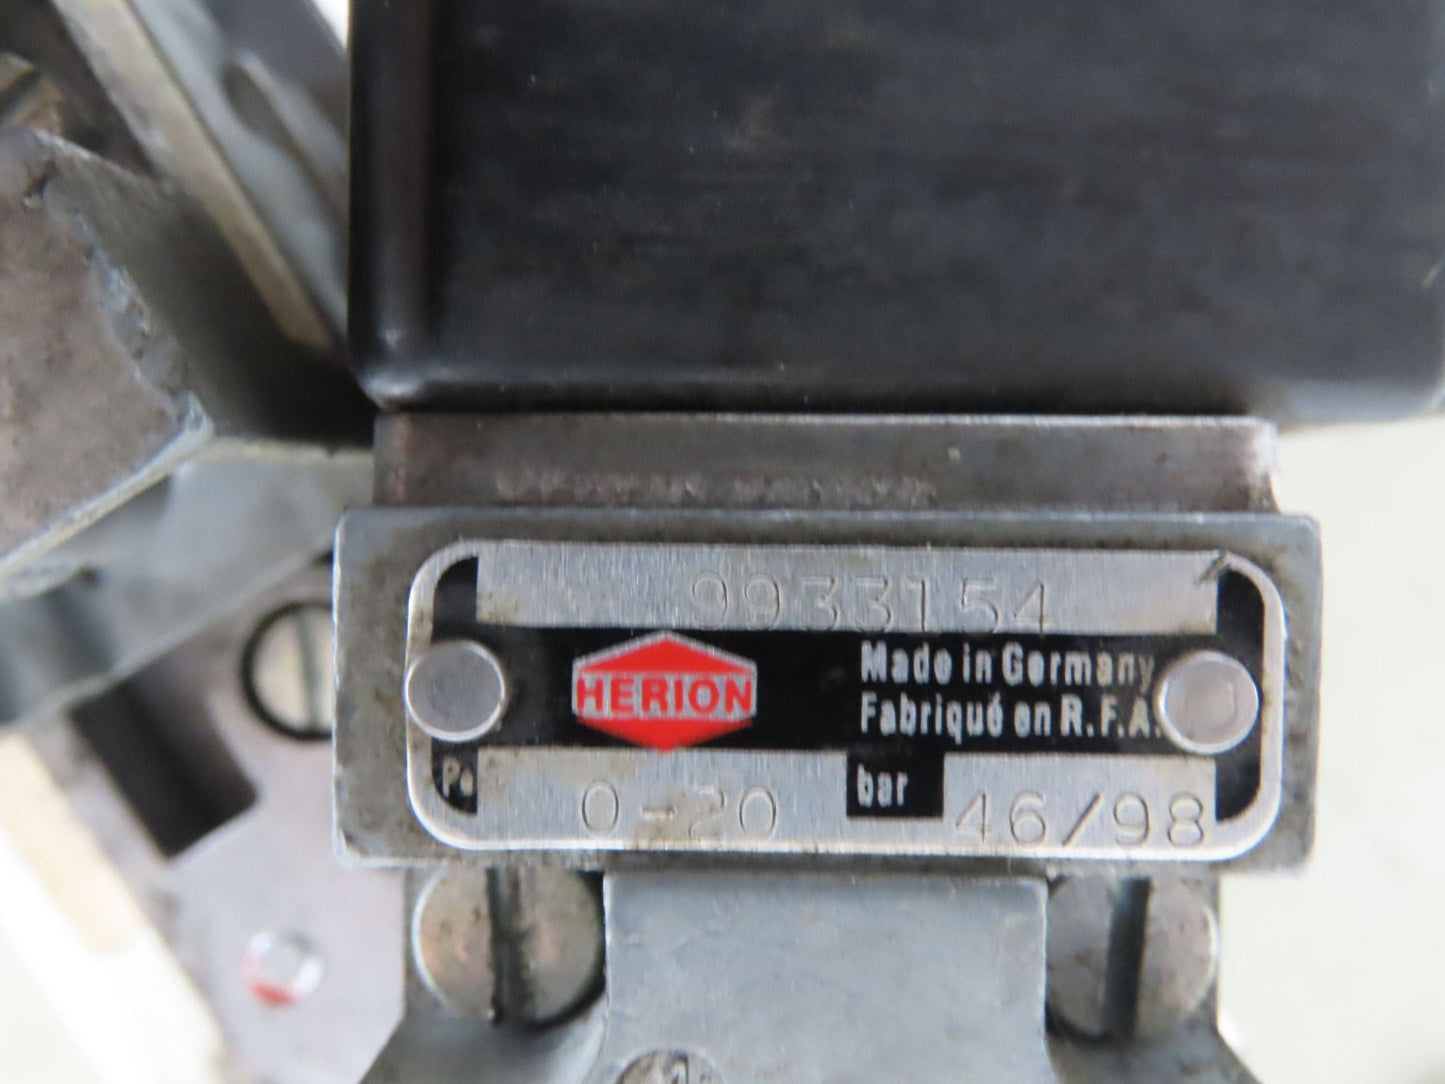 9933154
HERION
Made in Germany
Fabriqué en R.F.A.
Pe 0-20 bar 46/98